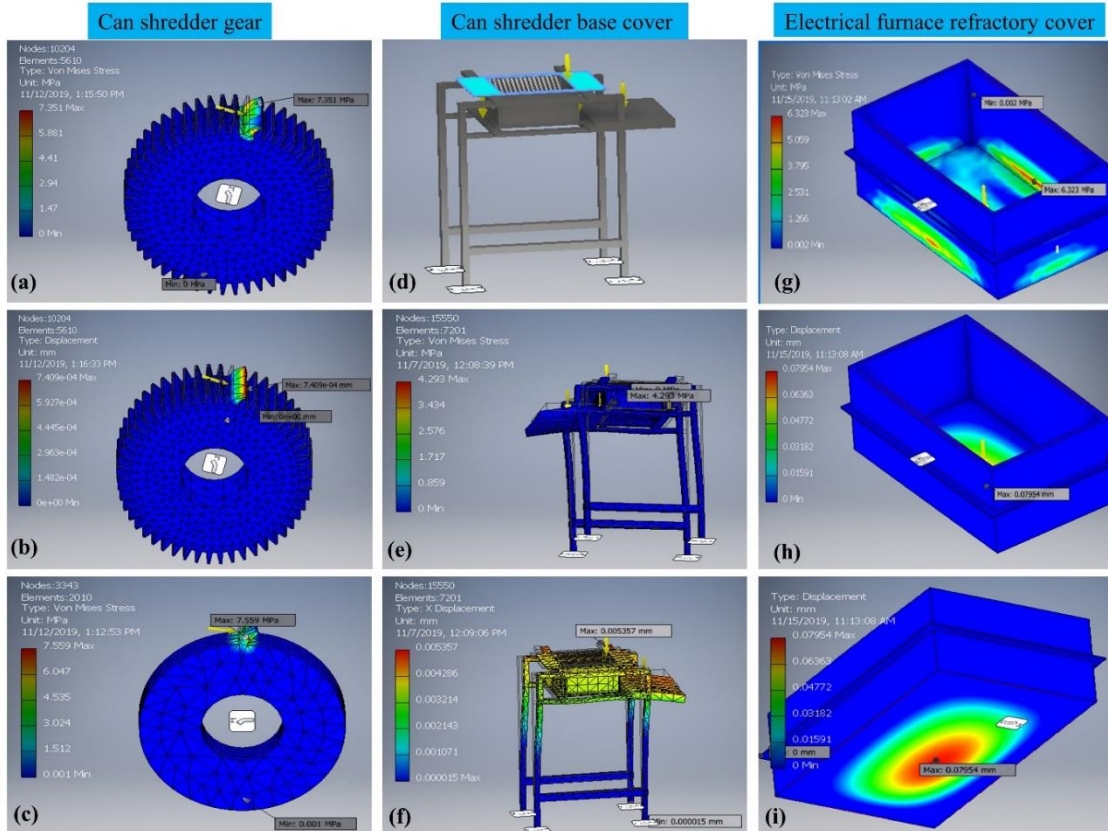 Can shredder gear
Can shredder base cover
Electrical furnace refractory cover
Nodes:10204
Elements:5610
Type: Von Mises Stress
Unit: MPa
11/12/2019, 1:15:50 PM
7.351 Max
5.881
4.41
2.94
1.47
0 Min
Max: 7.351 MPa
Min: 0 MPa
(a)
(d)
Type: Von Mises Stress
Unit: MPa
11/15/2019, 11:13:02 AM
6.323 Max
5.059
3.795
2.531
1.266
0.002 Min
Min: 0.002 MPa
Max: 6.323 MPa
(g)
Nodes:10204
Elements:5610
Type: Displacement
Unit: mm
11/12/2019, 1:16:33 PM
7.409e-04 Max
5.927e-04
4.445e-04
2.963e-04
1.482e-04
0e+00 Min
Max: 7.409e-04 mm
Min: 0e+00 mm
(b)
Nodes:15550
Elements:7201
Type: Von Mises Stress
Unit: MPa
11/7/2019, 12:08:39 PM
4.293 Max
3.434
2.576
1.717
0.859
0 Min
Max: 4.293 MPa
(e)
Type: Displacement
Unit: mm
11/15/2019, 11:13:08 AM
0.07954 Max
0.06363
0.04772
0.03182
0.01591
0 Min
Max: 0.07954 mm
(h)
Nodes:3343
Elements:2010
Type: Von Mises Stress
Unit: MPa
11/12/2019, 1:12:53 PM
7.559 Max
6.047
4.535
3.024
1.512
0.001 Min
Max: 7.559 MPa
Min: 0.001 MPa
(c)
Nodes:15550
Elements:7201
Type: X Displacement
Unit: mm
11/7/2019, 12:09:06 PM
0.005357
0.004286
0.003214
0.002143
0.001071
0.000015 Max
Max: 0.005357 mm
Min: 0.000015 mm
(f)
Type: Displacement
Unit: mm
11/15/2019, 11:13:08 AM
0.07954 Max
0.06363
0.04772
0.03182
0.01591
0 Min
0 mm
Max: 0.07954 mm
(i)